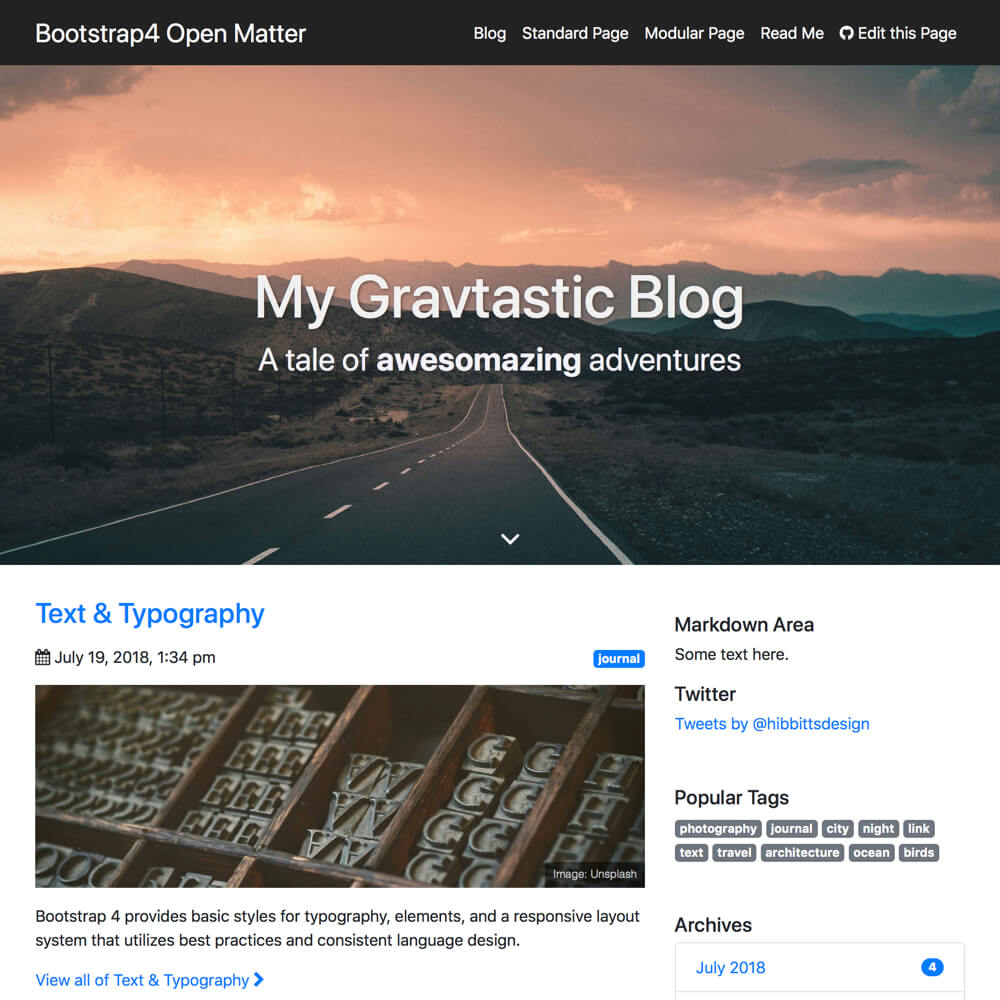 Bootstrap4 Open Matter
Blog Standard Page Modular Page Read Me Edit this Page
My Gravtastic Blog
A tale of awesomazing adventures
Text & Typography
July 19, 2018, 1:34 pm
journal
Image: Unsplash
Bootstrap 4 provides basic styles for typography, elements, and a responsive layout
system that utilizes best practices and consistent language design.
View all of Text & Typography
Markdown Area
Some text here.
Twitter
Tweets by @hibbittsdesign
Popular Tags
photography journal city night link
text travel architecture ocean birds
Archives
July 2018 4